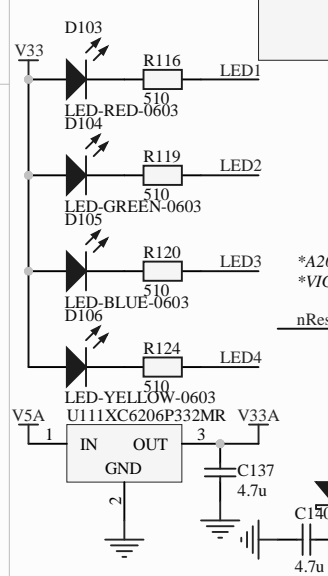 D103
V33
R116
LED1
510
LED-RED-0603
D104
R119
LED2
510
LED-GREEN-0603
D105
R120
LED3
510
LED-BLUE-0603
D106
R124
LED4
510
LED-YELLOW-0603
U111XC6206P332MR
V5A
V33A
1
IN
OUT
3
GND
2
C137
4.7u
C140
4.7u
nRes